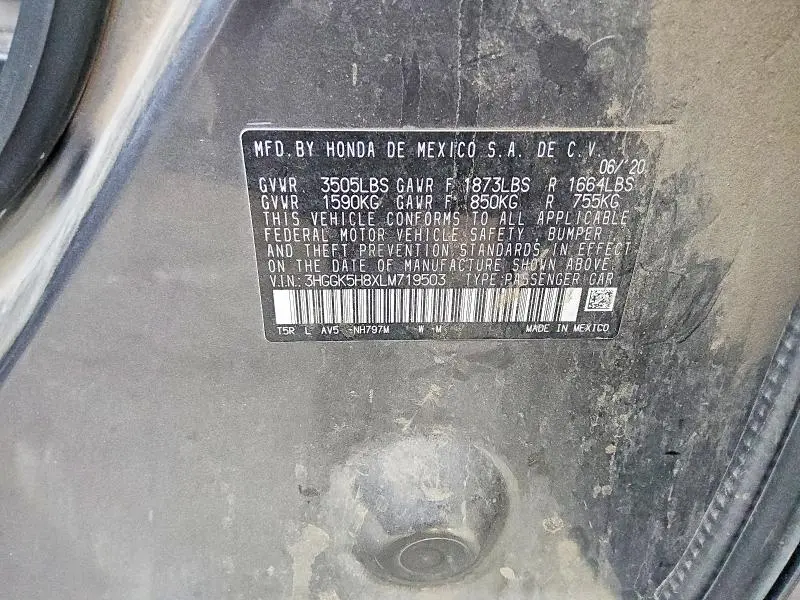 MFD. BY HONDA DE MEXICO S.A. DE C.V.
06/'20
GVWR 3505LBS GAWR F 1873LBS R 1664LBS
GVWR 1590KG GAWR F 850KG R 755KG
THIS VEHICLE CONFORMS TO ALL APPLICABLE
FEDERAL MOTOR VEHICLE SAFETY, BUMPER,
AND THEFT PREVENTION STANDARDS IN EFFECT
ON THE DATE OF MANUFACTURE SHOWN ABOVE.
V.I.N.: 3HGGK5H8XLM719503 TYPE: PASSENGER CAR
T5R L AV5 -NH797M -W -M MADE IN MEXICO